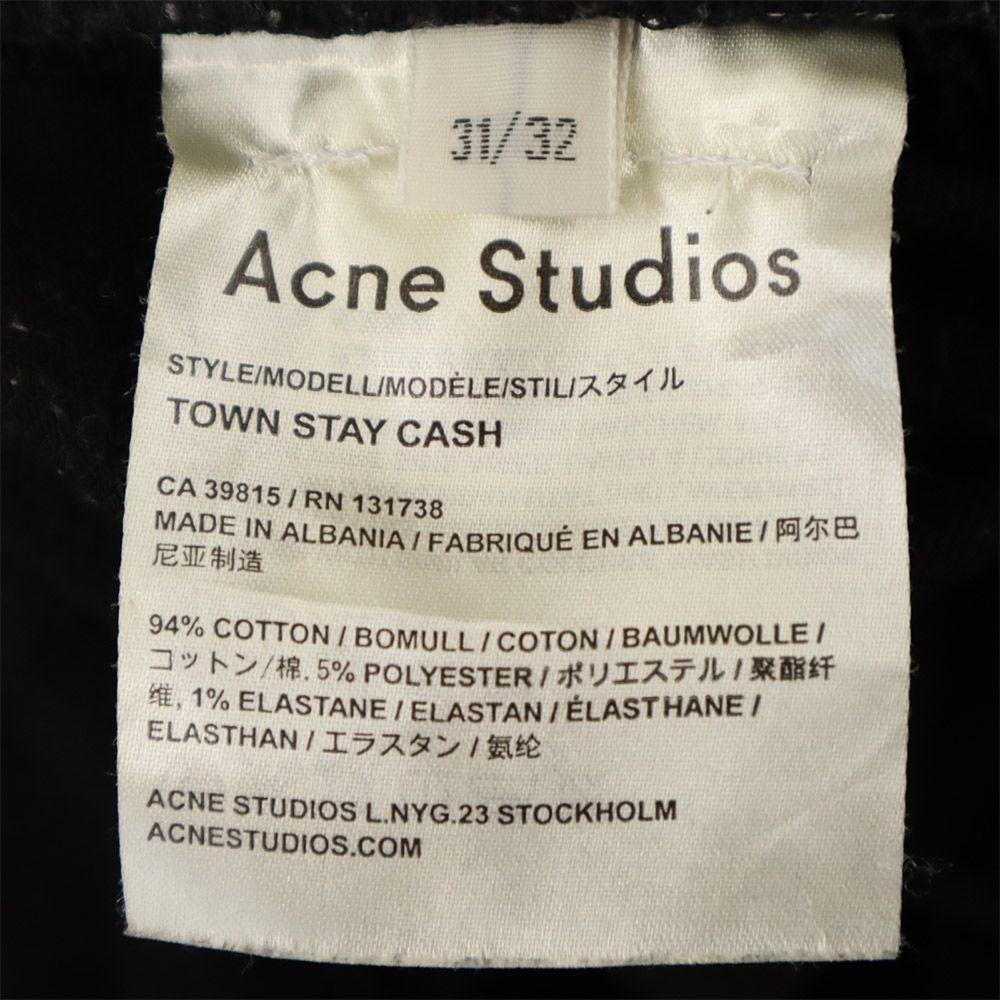 31/32
Acne Studios
STYLE/MODELL/MODÈLE/STIL/スタイル
TOWN STAY CASH
CA 39815 / RN 131738
MADE IN ALBANIA / FABRIQUÉ EN ALBANIE / 阿尔巴
尼亚制造
94% COTTON / BOMULL / COTON / BAUMWOLLE /
コットン/棉, 5% POLYESTER / ポリエステル / 聚酯纤
维, 1% ELASTANE / ELASTAN / ÉLASTHANE /
ELASTHAN / エラスタン / 氨纶
ACNE STUDIOS L.NYG.23 STOCKHOLM
ACNESTUDIOS.COM